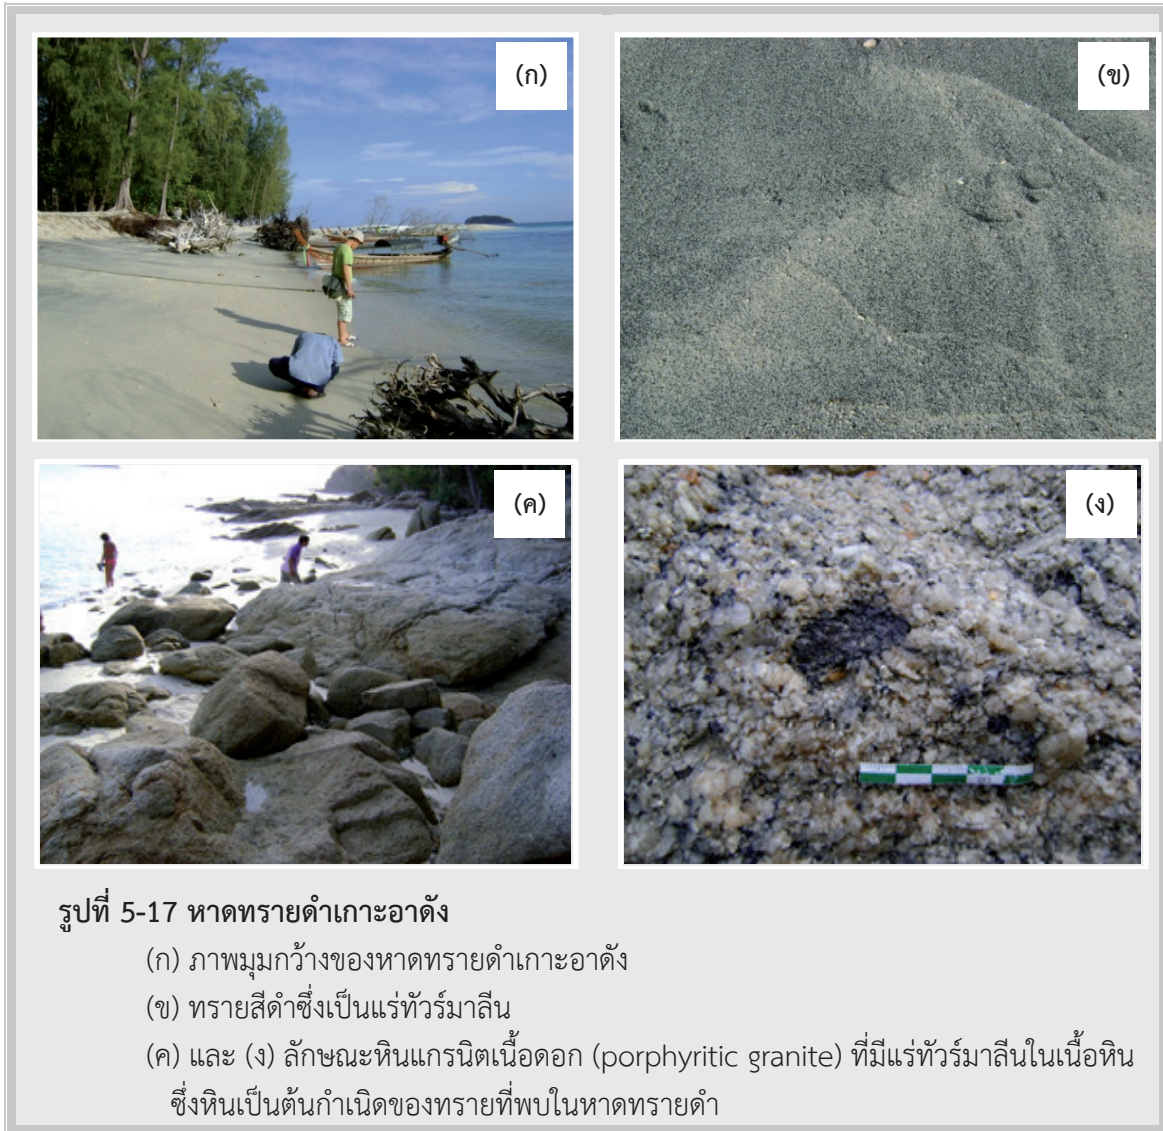 (ก)
(ข)
(ค)
(ง)
รูปที่ 5-17 หาดทรายดำเกาะอาดัง
(ก) ภาพมุมกว้างของหาดทรายดำเกาะอาดัง
(ข) ทรายสีดำซึ่งเป็นแร่ทัวร์มาลีน
(ค) และ (ง) ลักษณะหินแกรนิตเนื้อดอก (porphyritic granite) ที่มีแร่ทัวร์มาลีนในเนื้อหิน
ซึ่งหินเป็นต้นกำเนิดของทรายที่พบในหาดทรายดำ